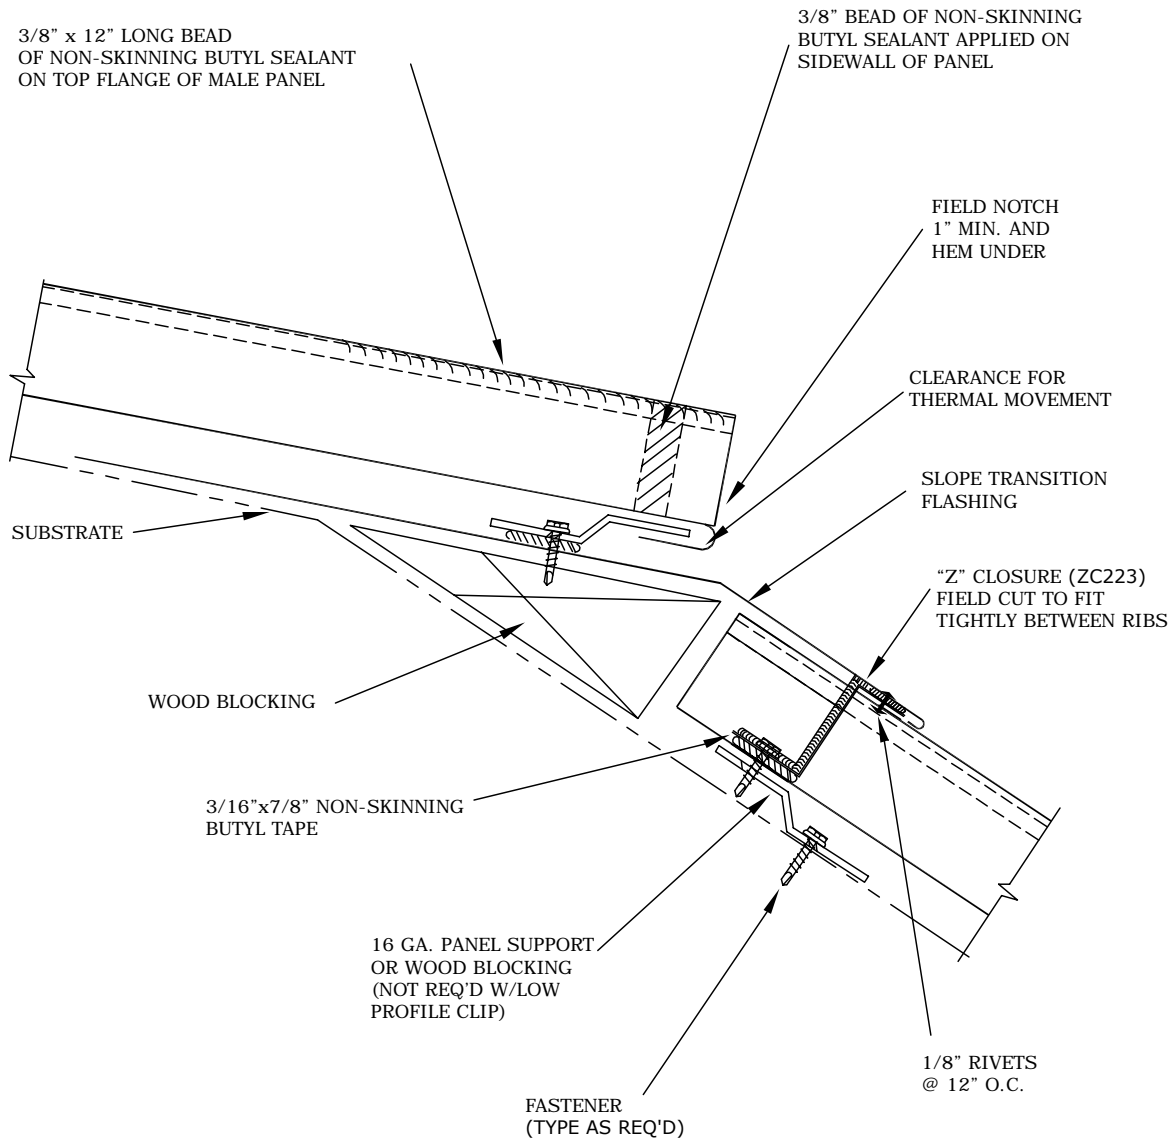 3/8" x 12" LONG BEAD
OF NON-SKINNING BUTYL SEALANT
ON TOP FLANGE OF MALE PANEL
3/8" BEAD OF NON-SKINNING
BUTYL SEALANT APPLIED ON
SIDEWALL OF PANEL
FIELD NOTCH
1" MIN. AND
HEM UNDER
CLEARANCE FOR
THERMAL MOVEMENT
SLOPE TRANSITION
FLASHING
SUBSTRATE
"Z" CLOSURE (ZC223)
FIELD CUT TO FIT
TIGHTLY BETWEEN RIBS
WOOD BLOCKING
3/16"x7/8" NON-SKINNING
BUTYL TAPE
16 GA. PANEL SUPPORT
OR WOOD BLOCKING
(NOT REQ'D W/LOW
PROFILE CLIP)
1/8" RIVETS
@ 12" O.C.
FASTENER
(TYPE AS REQ'D)